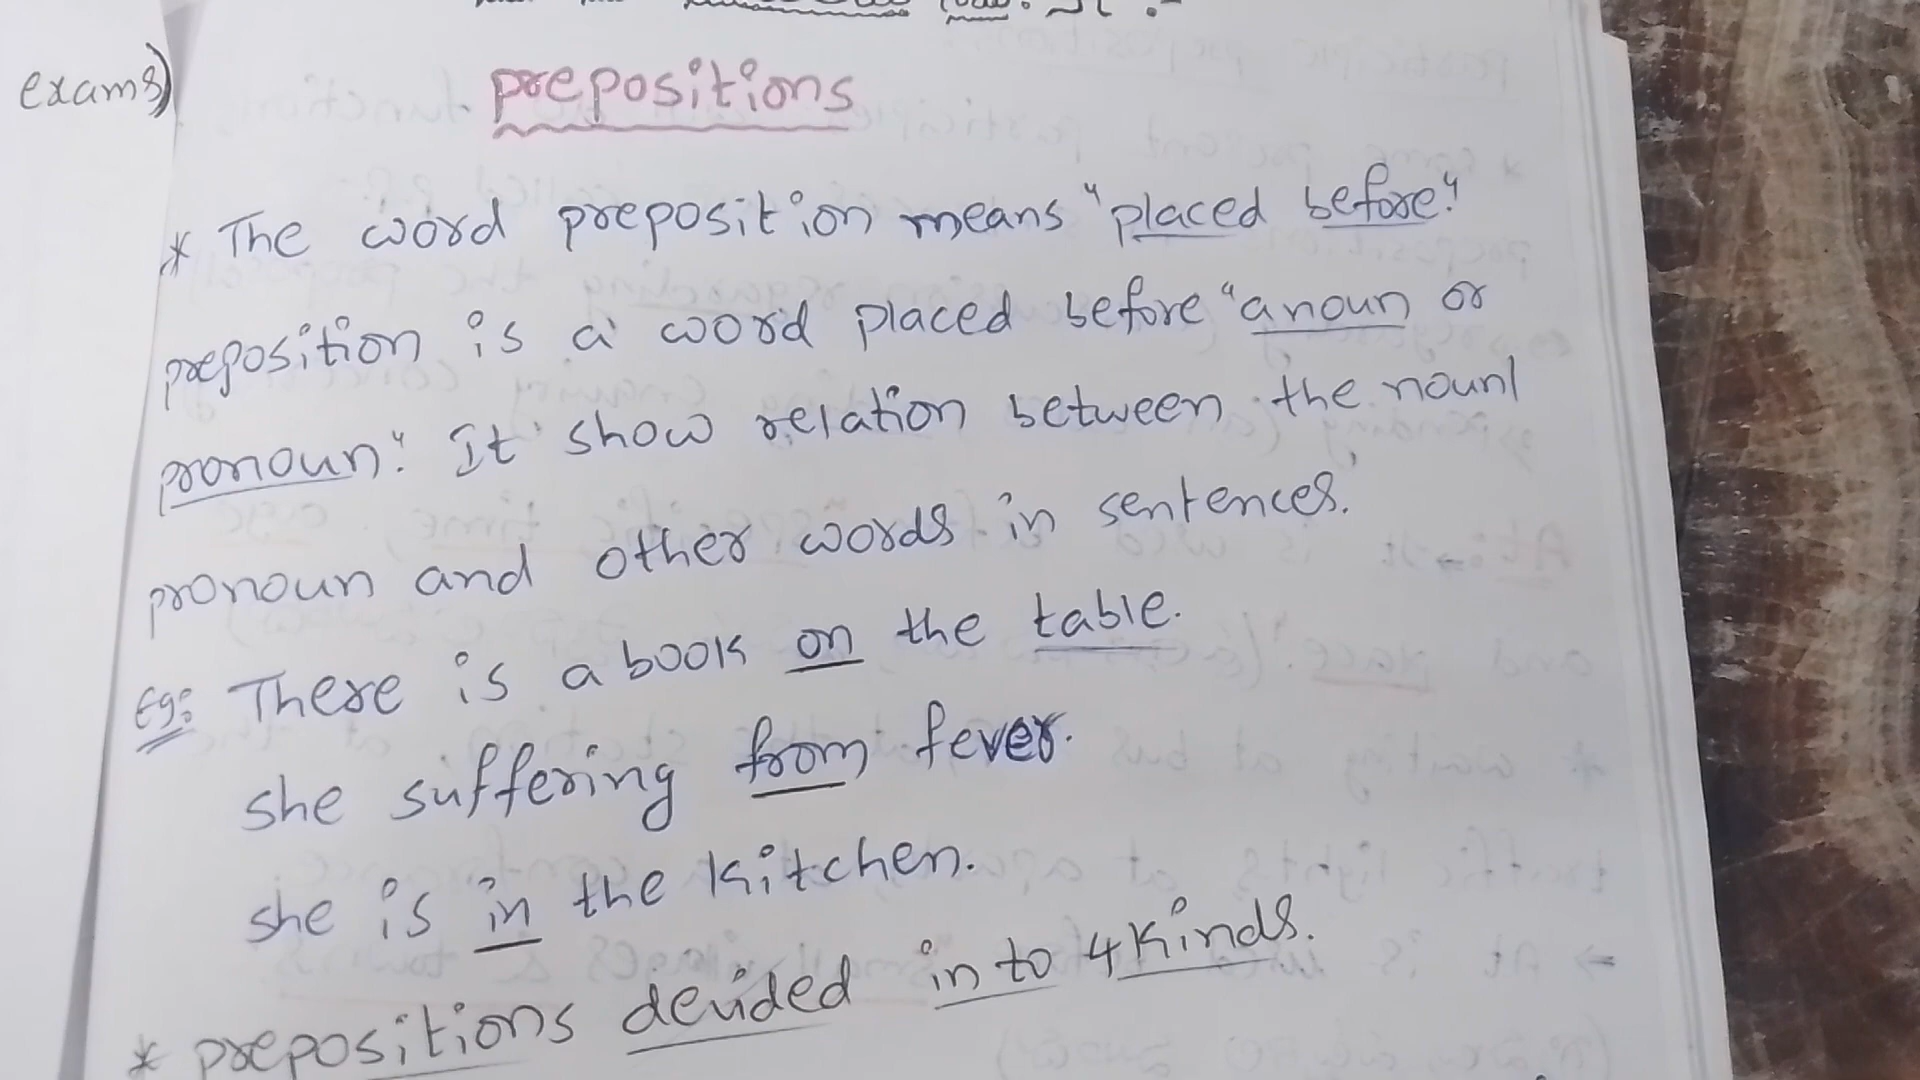 exams)
prepositions
* The word preposition means "placed before"
preposition is a word placed before "a noun or
pronoun". It show relation between the noun/
pronoun and other words in sentences.
Eg: There is a book on the table.
she suffering from fever.
she is in the kitchen.
* prepositions devided in to 4 kinds.